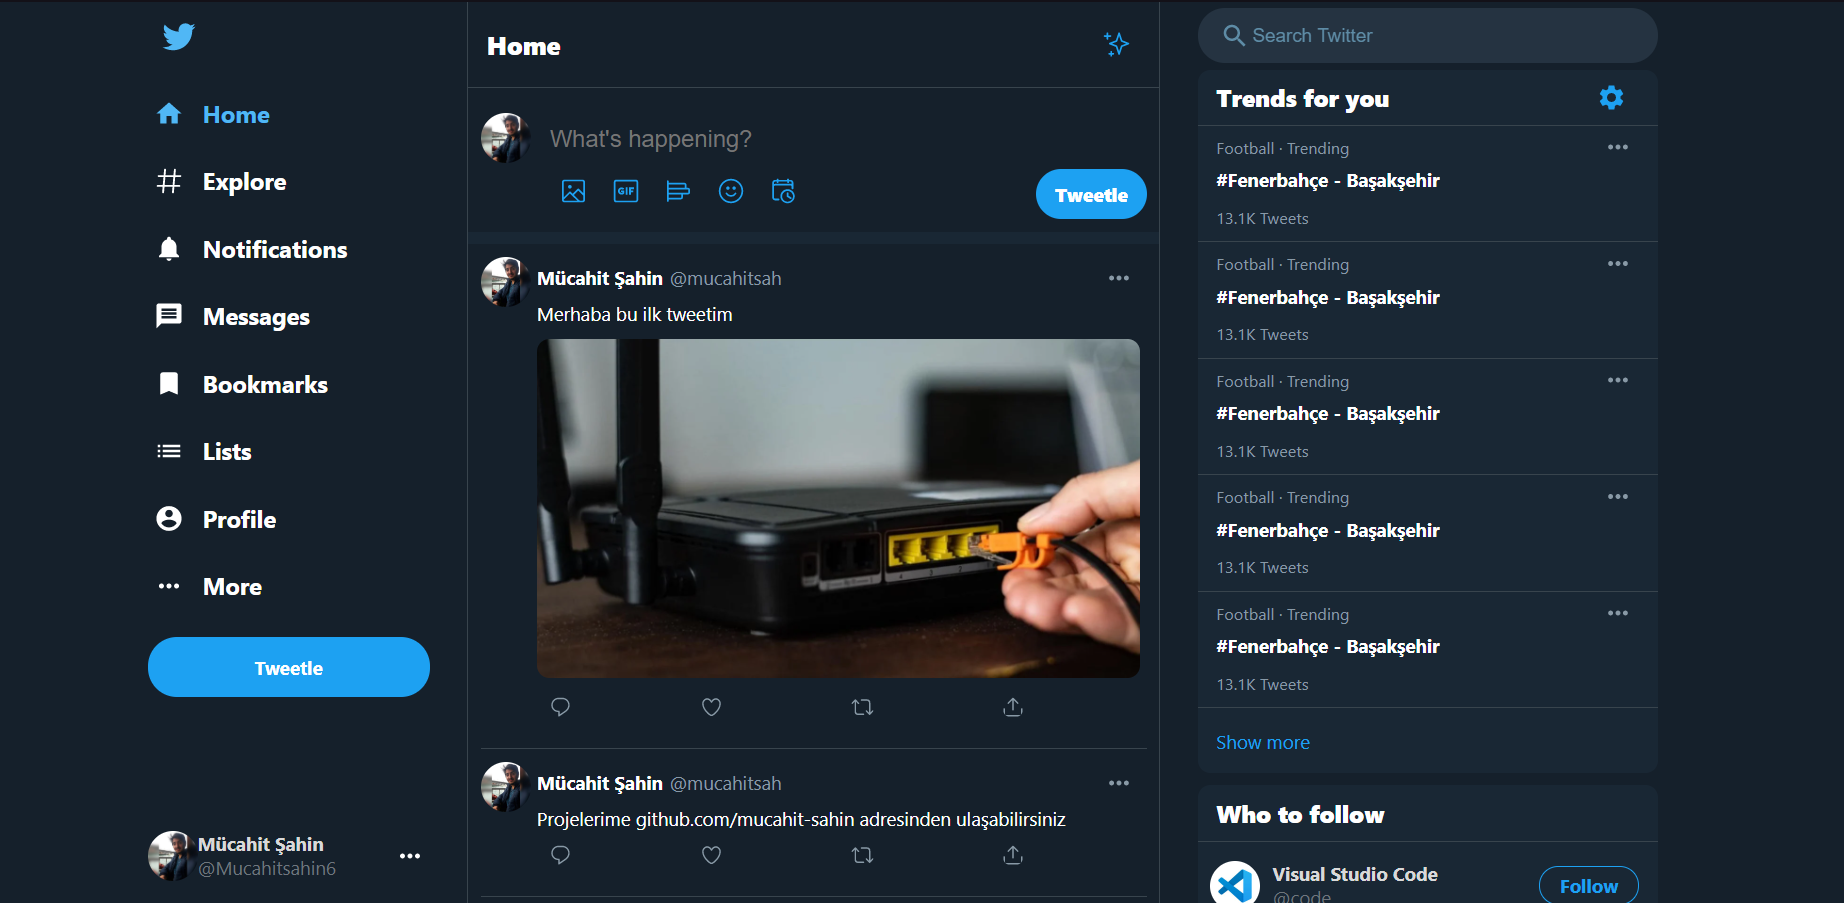 Home
Explore
Notifications
Messages
Bookmarks
Lists
Profile
More
Tweetle
Mücahit Şahin
@Mucahitsahin6
Home
What's happening?
GIF
Tweetle
Mücahit Şahin @mucahitsah
Merhaba bu ilk tweetim
Mücahit Şahin @mucahitsah
Projelerime github.com/mucahit-sahin adresinden ulaşabilirsiniz
Search Twitter
Trends for you
Football · Trending
#Fenerbahçe - Başakşehir
13.1K Tweets
Football · Trending
#Fenerbahçe - Başakşehir
13.1K Tweets
Football · Trending
#Fenerbahçe - Başakşehir
13.1K Tweets
Football · Trending
#Fenerbahçe - Başakşehir
13.1K Tweets
Football · Trending
#Fenerbahçe - Başakşehir
13.1K Tweets
Show more
Who to follow
Visual Studio Code
@code
Follow